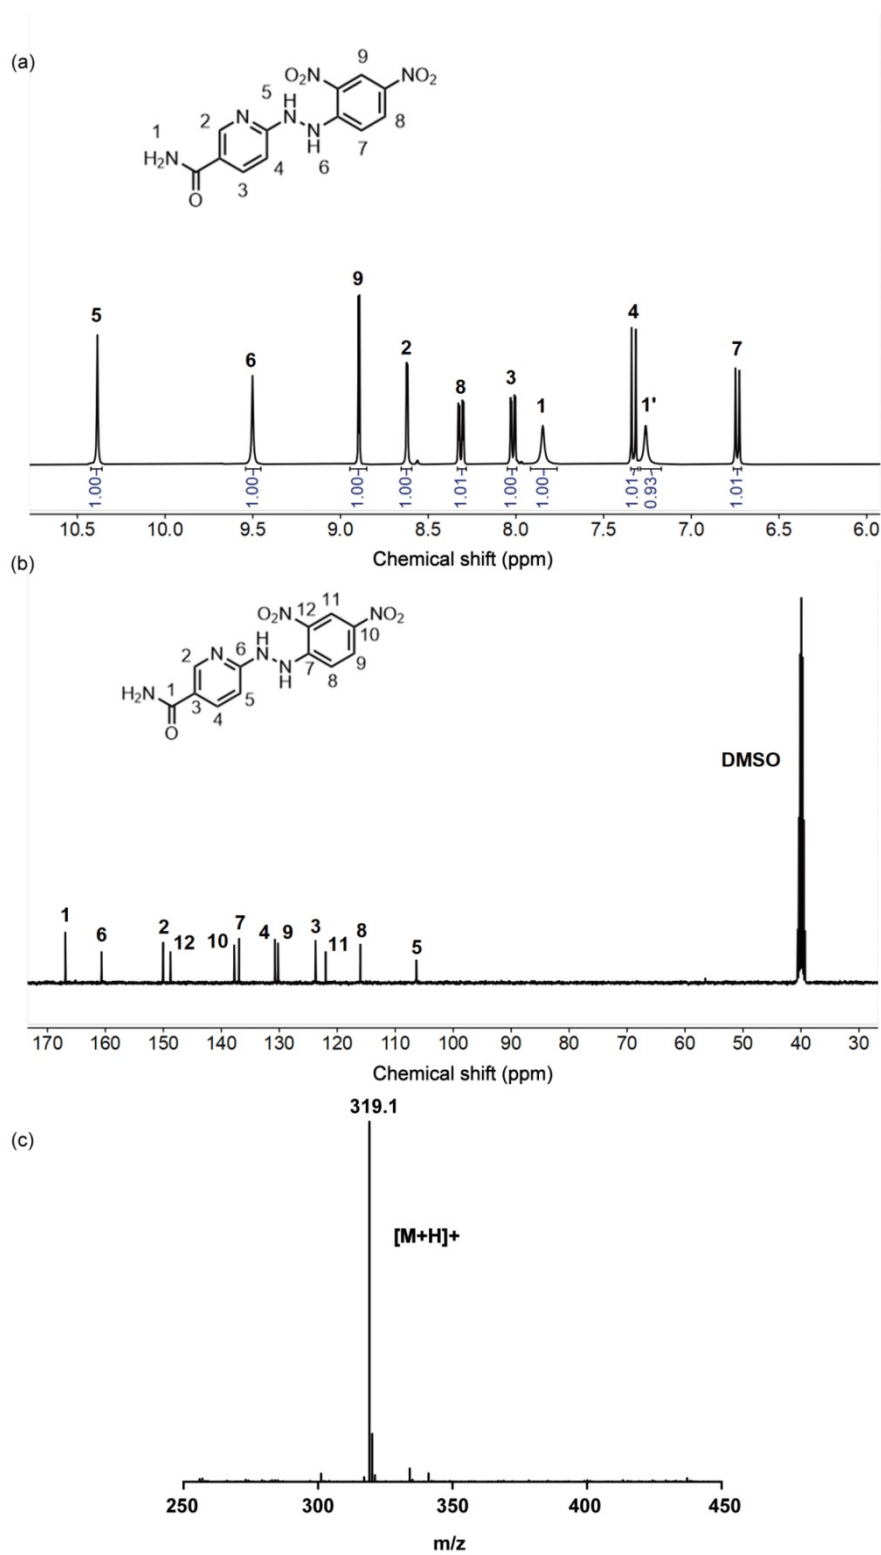 (a)
9
O₂N NO₂
5
H
N
N
H
2 N
8
1
H₂N
7
4
6
3
O
5
6
9
2
8
3
1
4
1'
7
1.00
1.00
1.00
1.00
1.01
1.00
1.00
1.01
0.93
1.01
10.5 10.0 9.5 9.0 8.5 8.0 7.5 7.0 6.5 6.0
Chemical shift (ppm)
(b)
O₂N 12 11 NO₂
10
H
2 N 6 N
N 7 9
H 8
H₂N 1
3 5
4
O
DMSO
1
6
2
12
10
7
4
9
3
11
8
5
170 160 150 140 130 120 110 100 90 80 70 60 50 40 30
Chemical shift (ppm)
(c)
319.1
[M+H]+
250 300 350 400 450
m/z